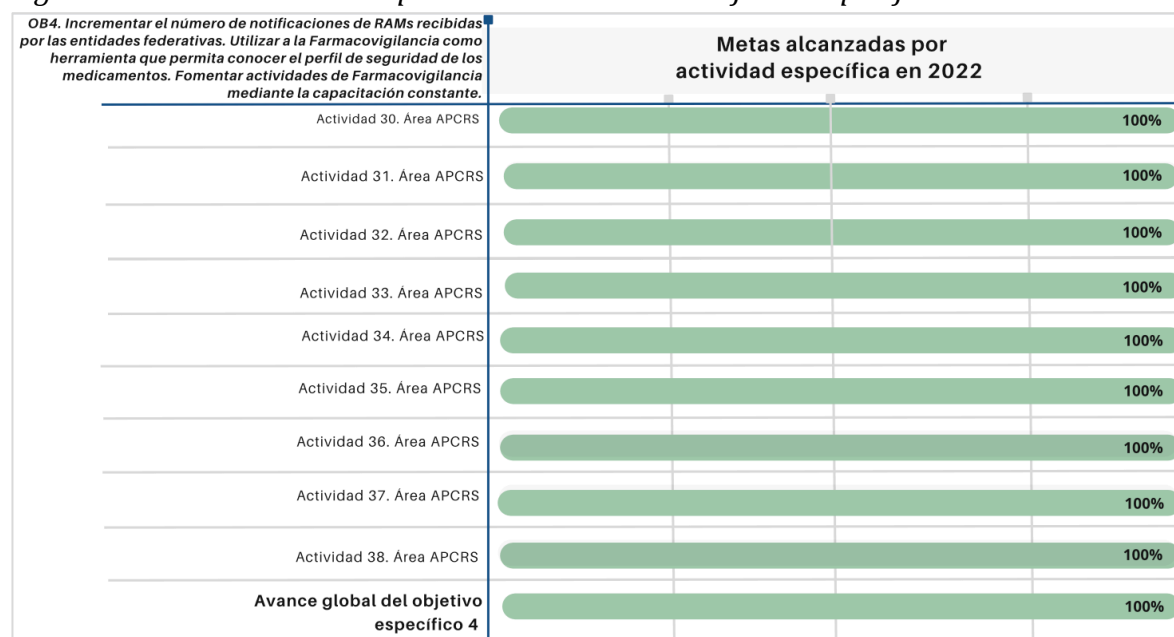 OB4. Incrementar el número de notificaciones de RAMs recibidas
por las entidades federativas. Utilizar a la Farmacovigilancia como
herramienta que permita conocer el perfil de seguridad de los
medicamentos. Fomentar actividades de Farmacovigilancia
mediante la capacitación constante.
Metas alcanzadas por
actividad específica en 2022
Actividad 30. Área APCRS 100%
Actividad 31. Área APCRS 100%
Actividad 32. Área APCRS 100%
Actividad 33. Área APCRS 100%
Actividad 34. Área APCRS 100%
Actividad 35. Área APCRS 100%
Actividad 36. Área APCRS 100%
Actividad 37. Área APCRS 100%
Actividad 38. Área APCRS 100%
Avance global del objetivo
específico 4 100%